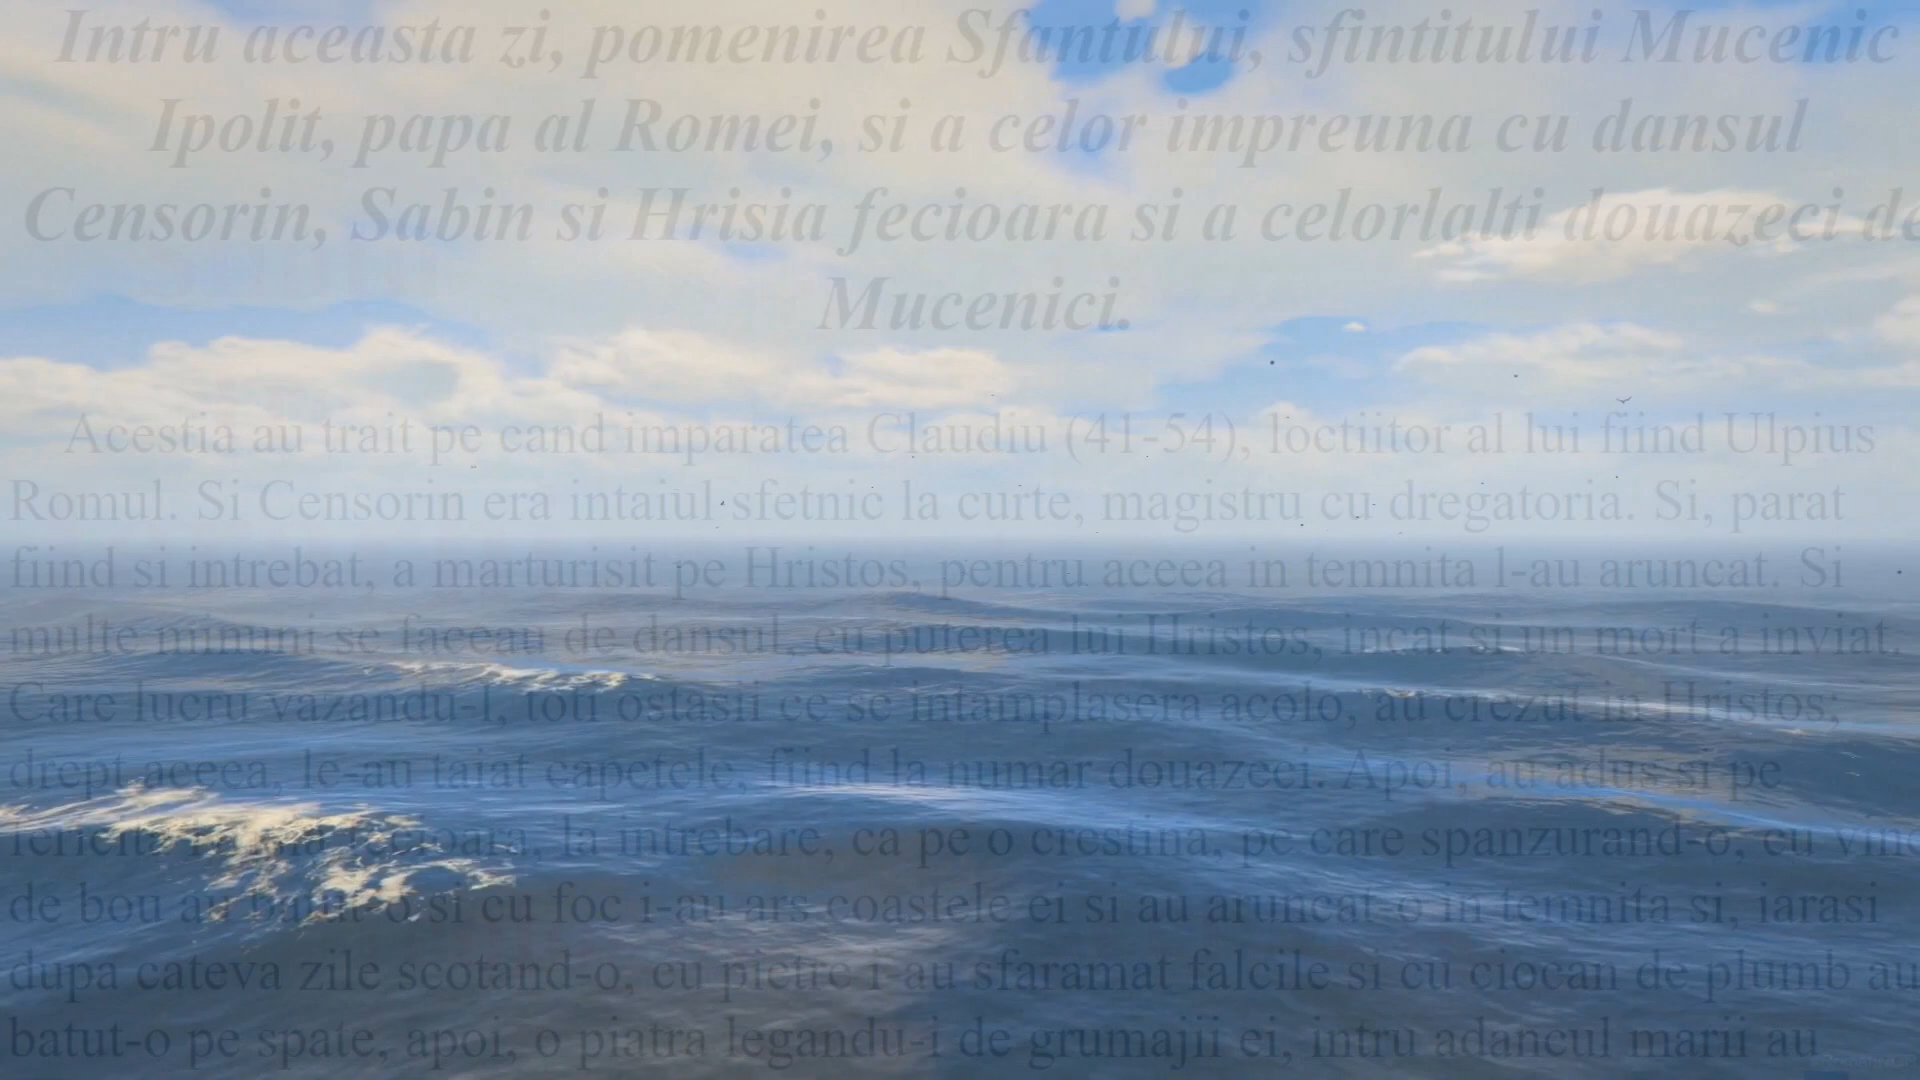 Intru aceasta zi, pomenirea Sfantului, sfintitului Mucenic
Ipolit, papa al Romei, si a celor impreuna cu dansul
Censorin, Sabin si Hrisia fecioara si a celorlalti douazeci de
Mucenici.
Acestia au trait pe cand imparatea Claudiu (41-54), loctiitor al lui fiind Ulpius
Romul. Si Censorin era intaiul sfetnic la curte, magistru cu dregatoria. Si, parat
fiind si intrebat, a marturisit pe Hristos, pentru aceea in temnita l-au aruncat. Si
multe minuni se faceau de dansul, cu puterea lui Hristos, incat si un mort a inviat.
Care lucru vazandu-l, toti ostasii ce se intamplasera acolo, au crezut in Hristos;
drept aceea, le-au taiat capetele, fiind la numar douazeci. Apoi, au adus si pe
fericita fecioara, la intrebare, ca pe o crestina, pe care spanzurand-o, cu vine
de bou au batut-o si cu foc i-au ars coastele ei si au aruncat-o in temnita si, iarasi
dupa cateva zile scotand-o, cu pietre i-au sfaramat falcile si cu ciocan de plumb au
batut-o pe spate, apoi, o piatra legandu-i de grumajii ei, intru adancul marii au